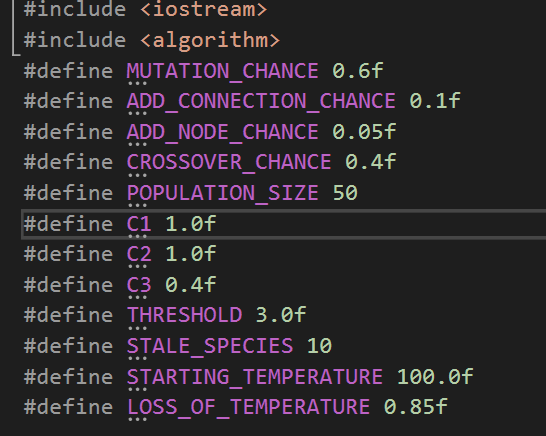 #include <iostream>
#include <algorithm>
#define MUTATION_CHANCE 0.6f
#define ADD_CONNECTION_CHANCE 0.1f
#define ADD_NODE_CHANCE 0.05f
#define CROSSOVER_CHANCE 0.4f
#define POPULATION_SIZE 50
#define C1 1.0f
#define C2 1.0f
#define C3 0.4f
#define THRESHOLD 3.0f
#define STALE_SPECIES 10
#define STARTING_TEMPERATURE 100.0f
#define LOSS_OF_TEMPERATURE 0.85f